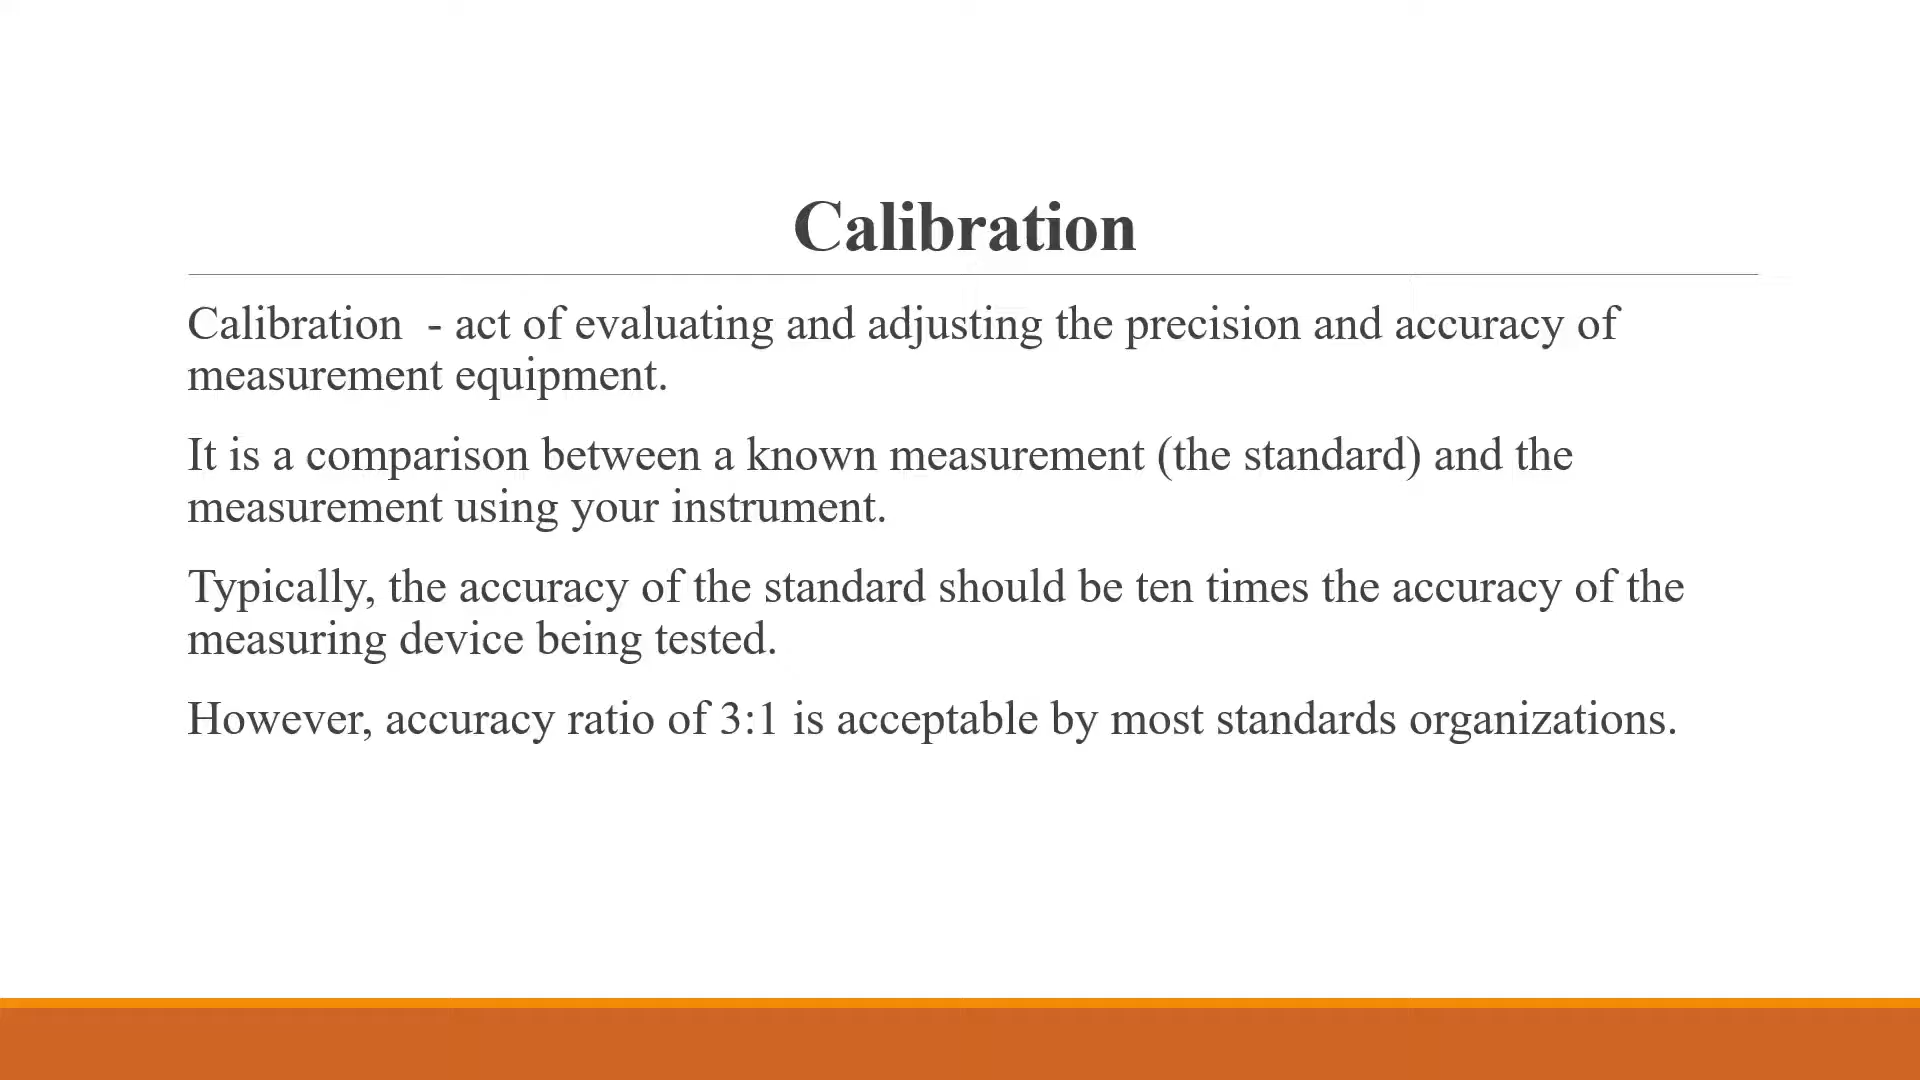 Calibration
Calibration  - act of evaluating and adjusting the precision and accuracy of
measurement equipment.
It is a comparison between a known measurement (the standard) and the
measurement using your instrument.
Typically, the accuracy of the standard should be ten times the accuracy of the
measuring device being tested.
However, accuracy ratio of 3:1 is acceptable by most standards organizations.